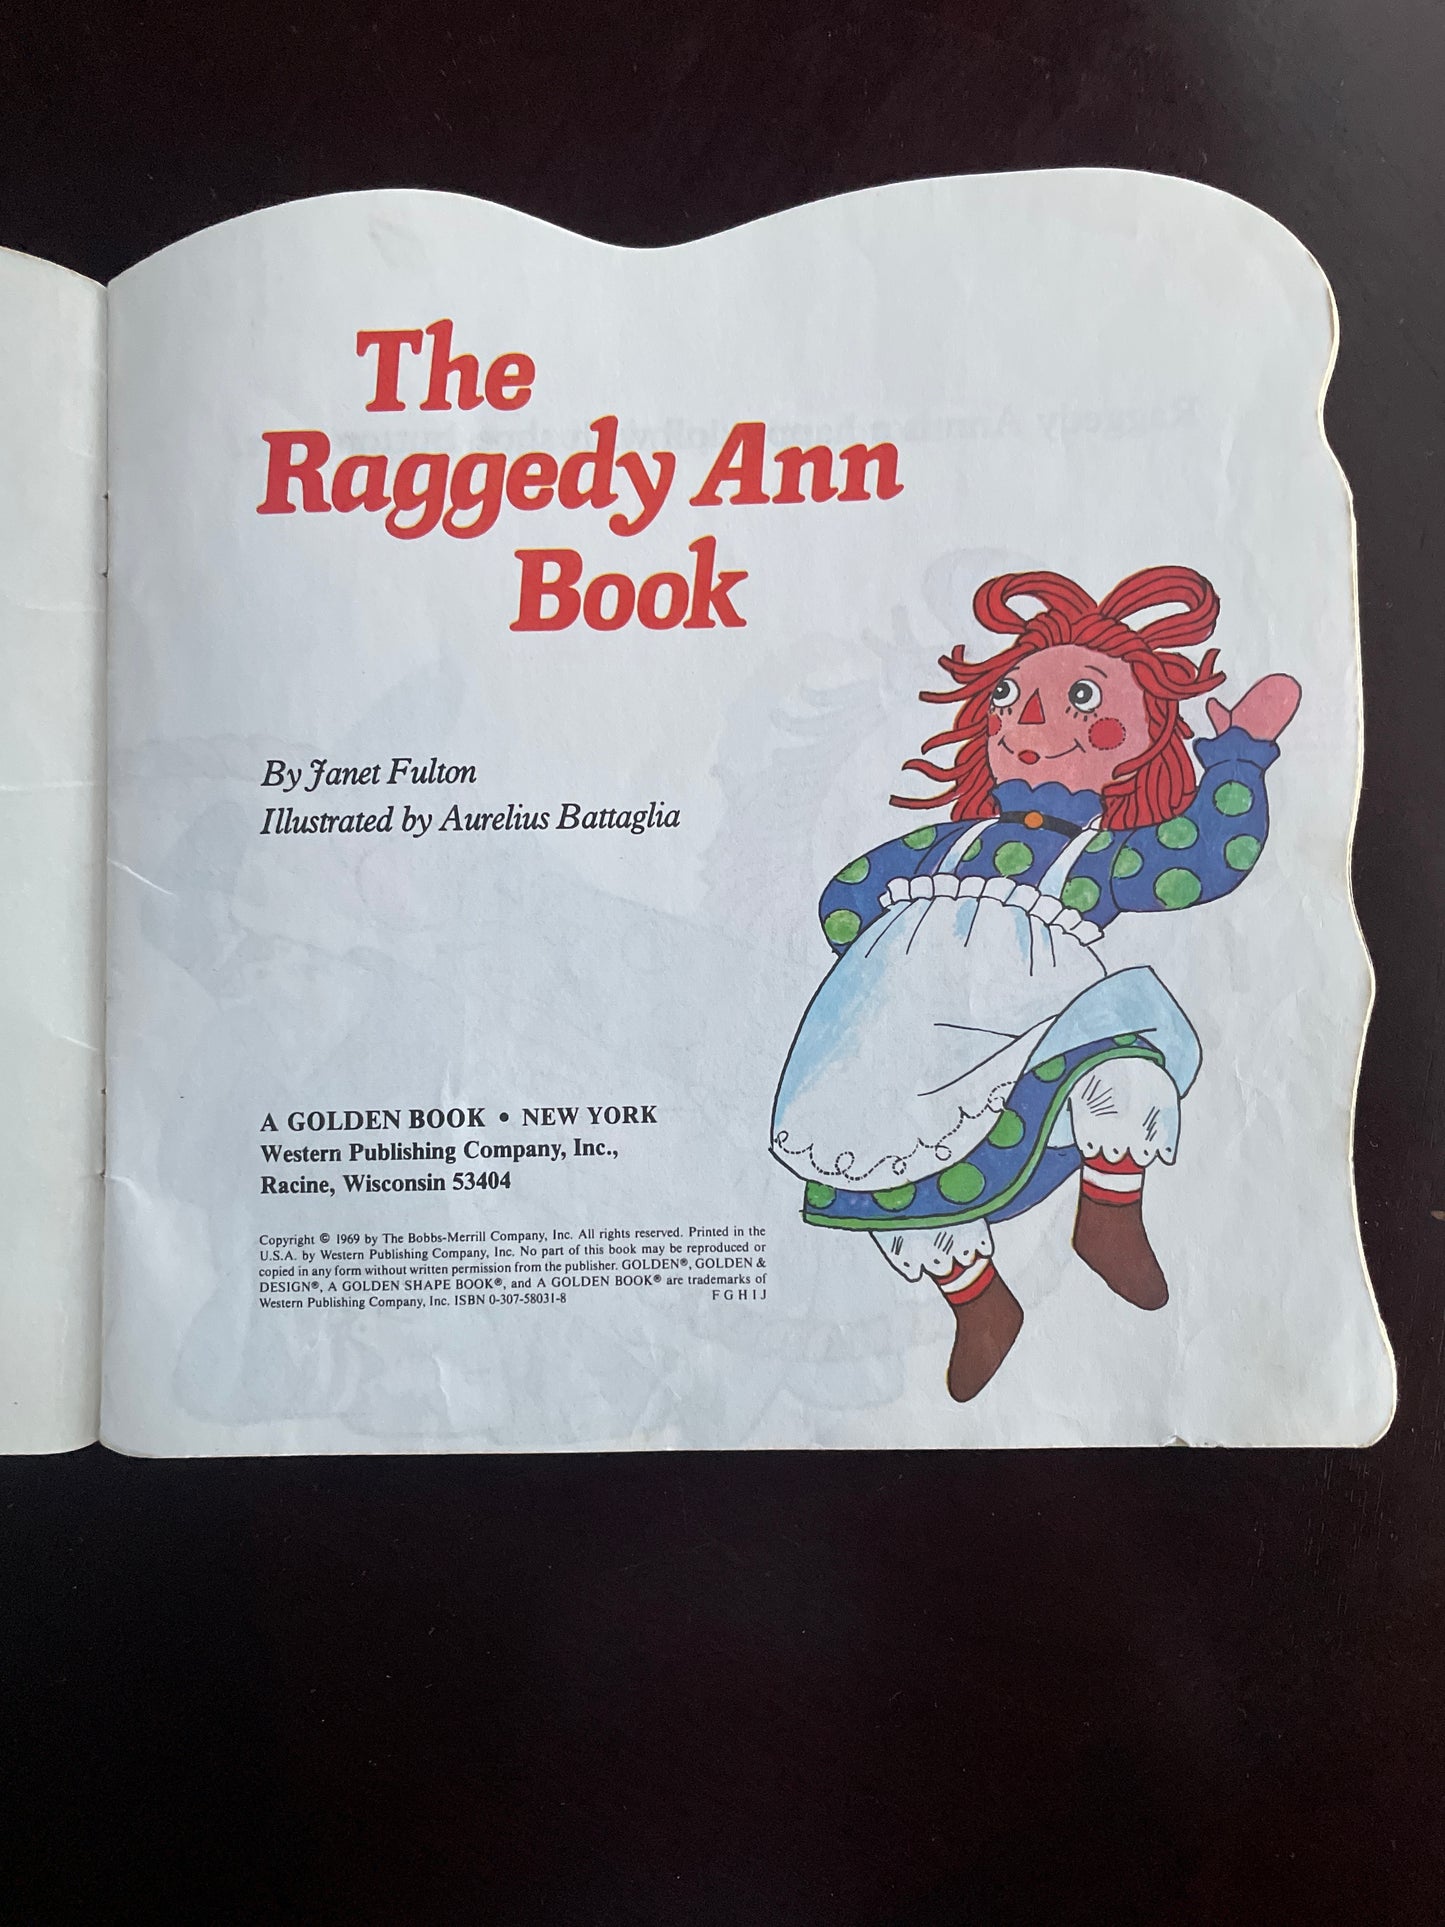 The
Raggedy Ann
Book
By Janet Fulton
Illustrated by Aurelius Battaglia
A GOLDEN BOOK • NEW YORK
Western Publishing Company, Inc.,
Racine, Wisconsin 53404
Copyright © 1969 by The Bobbs-Merrill Company, Inc. All rights reserved. Printed in the
U.S.A. by Western Publishing Company, Inc. No part of this book may be reproduced or
copied in any form without written permission from the publisher. GOLDEN®, GOLDEN &
DESIGN®, A GOLDEN SHAPE BOOK®, and A GOLDEN BOOK® are trademarks of
Western Publishing Company, Inc. ISBN 0-307-58031-8 F G H I J